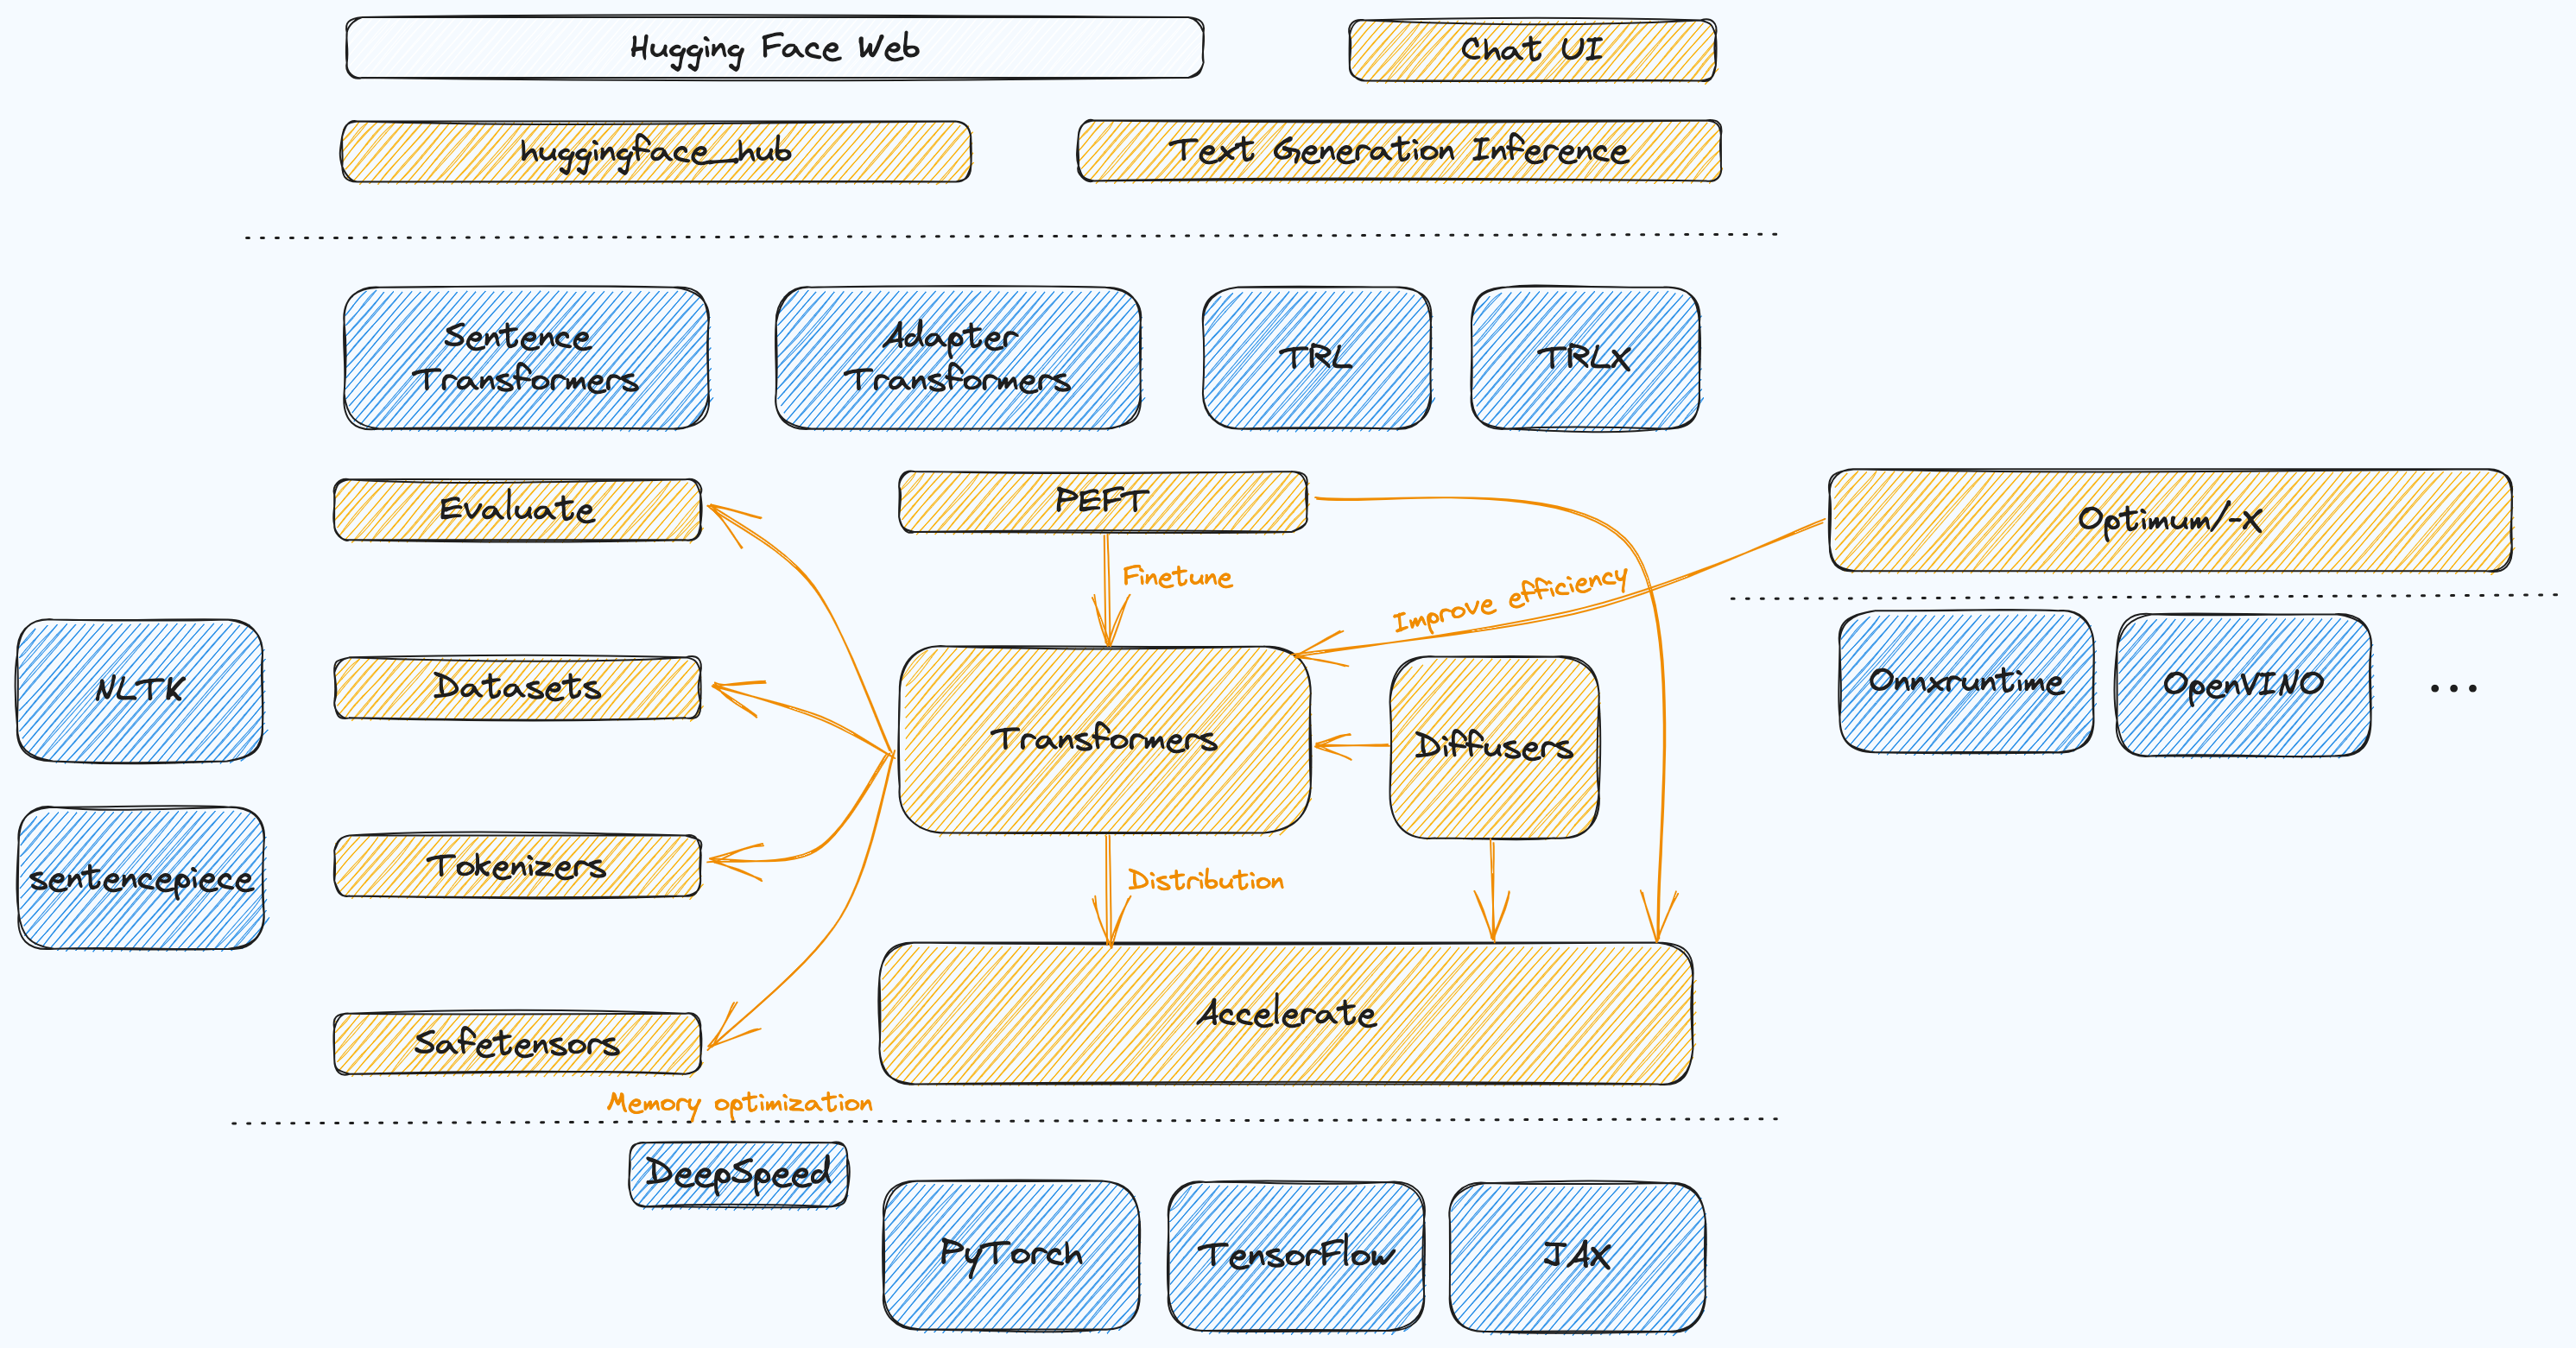 Hugging Face Web
Chat UI
huggingface_hub
Text Generation Inference
Sentence
Transformers
Adapter
Transformers
TRL
TRLX
Evaluate
PEFT
Optimum/-X
Finetune
Improve efficiency
NLTK
Datasets
Transformers
Diffusers
Onnxruntime
OpenVINO
...
sentencepiece
Tokenizers
Distribution
Safetensors
Accelerate
Memory optimization
DeepSpeed
PyTorch
TensorFlow
JAX